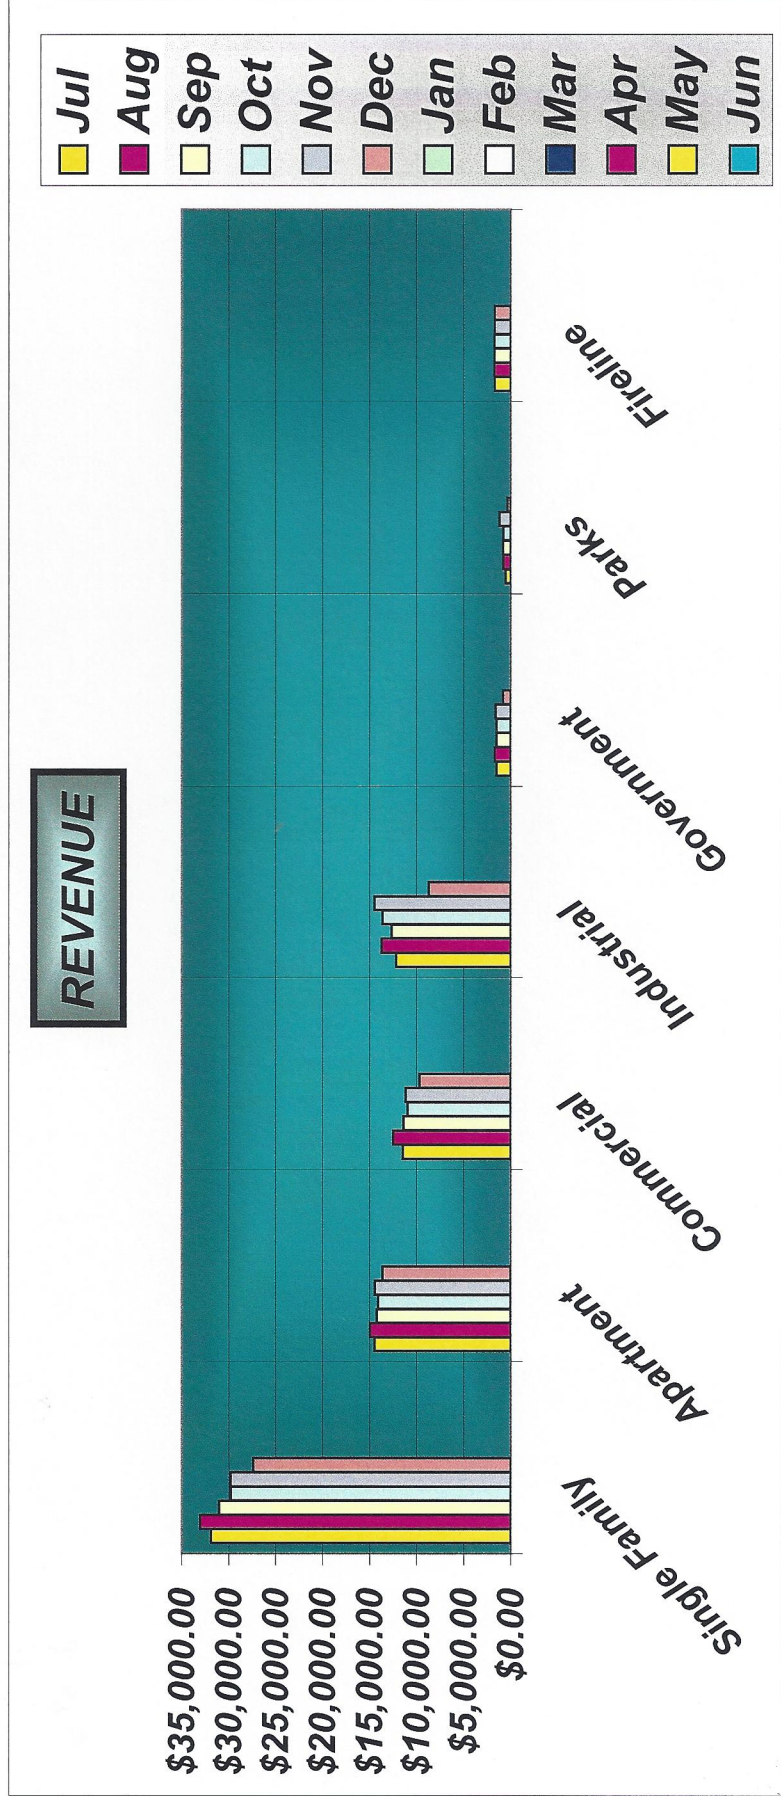 REVENUE
$35,000.00
$30,000.00
$25,000.00
$20,000.00
$15,000.00
$10,000.00
$5,000.00
$0.00
Single Family
Apartment
Commercial
Industrial
Government
Parks
Fireline
Jul
Aug
Sep
Oct
Nov
Dec
Jan
Feb
Mar
Apr
May
Jun